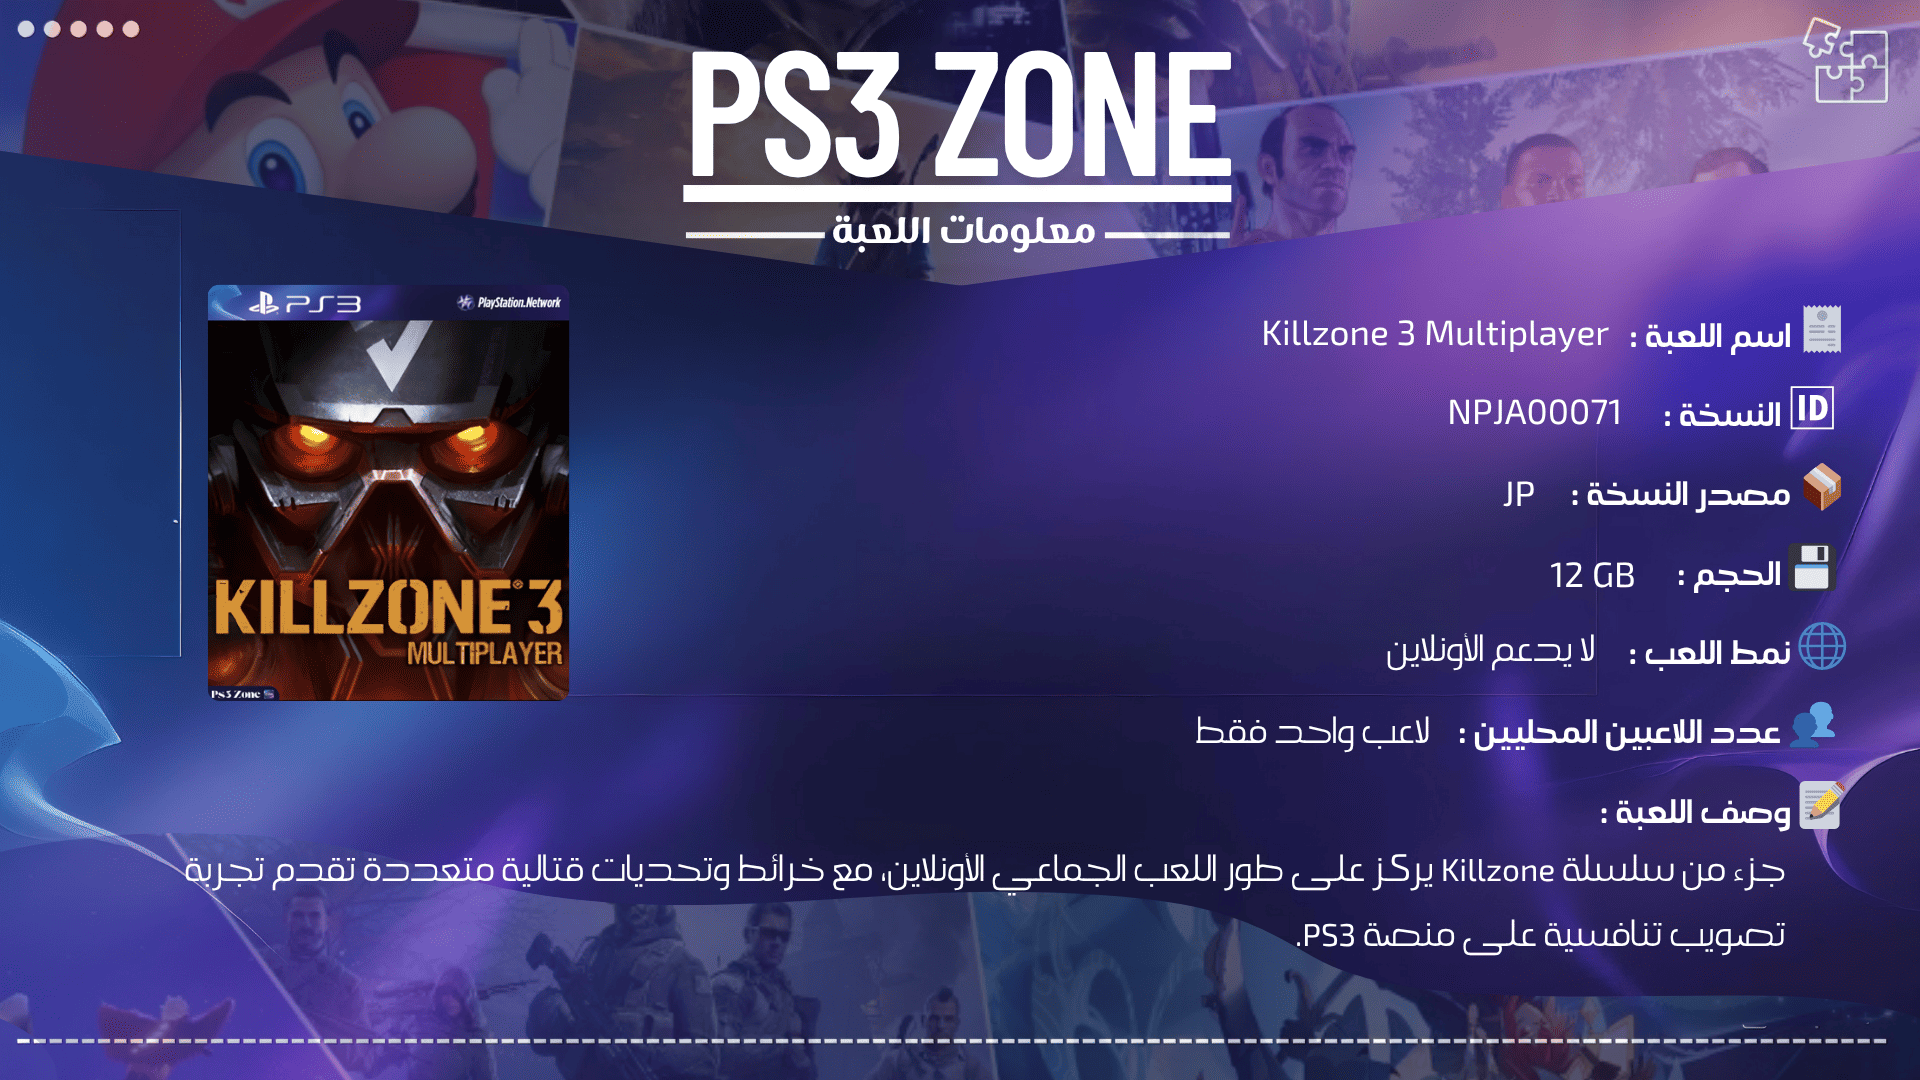 PS3 ZONE
معلومات اللعبة
PS3 PlayStation.Network
KILLZONE 3
MULTIPLAYER
Ps3 Zone
اسم اللعبة : Killzone 3 Multiplayer
ID النسخة : NPJA00071
مصدر النسخة : JP
الحجم : 12 GB
نمط اللعب : لا يدعم الأونلاين
عدد اللاعبين المحليين : لاعب واحد فقط
وصف اللعبة :
جزء من سلسلة Killzone يركز على طور اللعب الجماعي الأونلاين، مع خرائط وتحديات قتالية متعددة تقدم تجربة
تصويب تنافسية على منصة PS3.